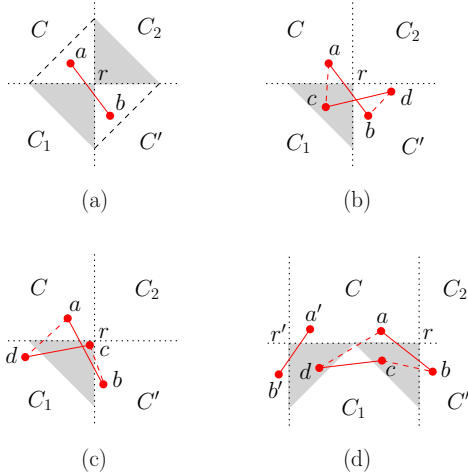 C C₂
a
r
b
C₁ C′
(a)
C C₂
a
r
c d
b
C₁ C′
(b)
C C₂
a
r
c
d
b
C₁ C′
(c)
C C₂
a′ a
r′ r
b′ d c b
C₁ C′
(d)